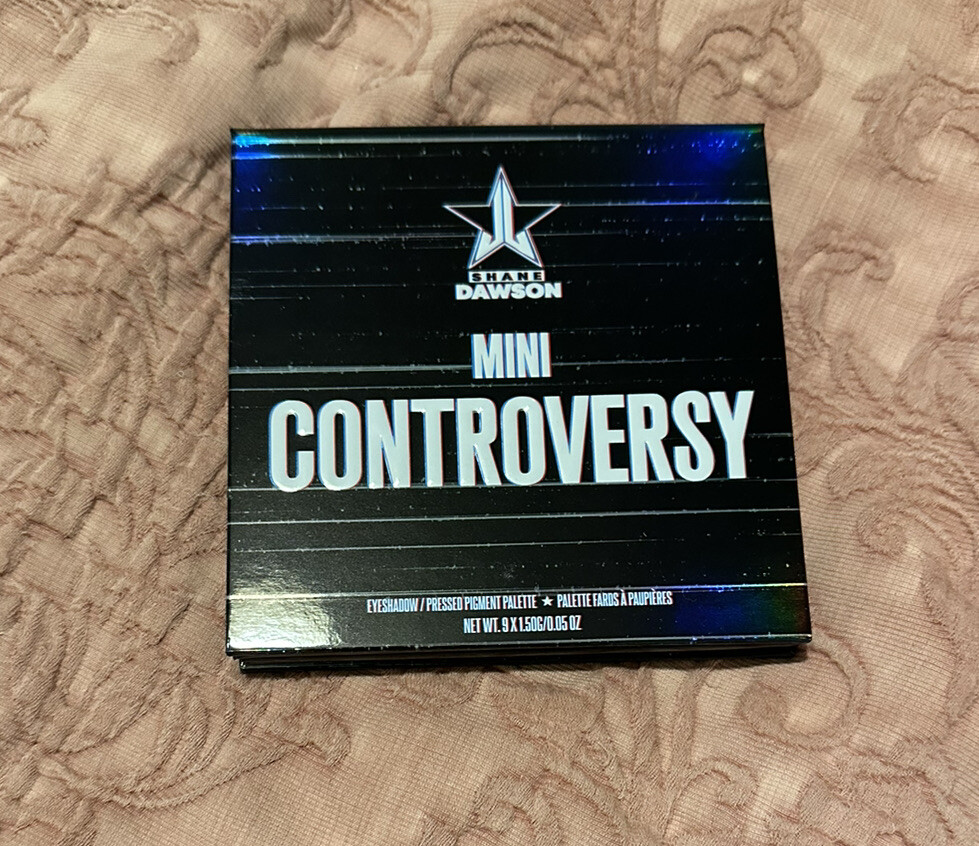 SHANE
DAWSON
MINI
CONTROVERSY
EYESHADOW / PRESSED PIGMENT PALETTE ★ PALETTE FARDS À PAUPIÈRES
NET WT. 9 X 1.50G/0.05 OZ